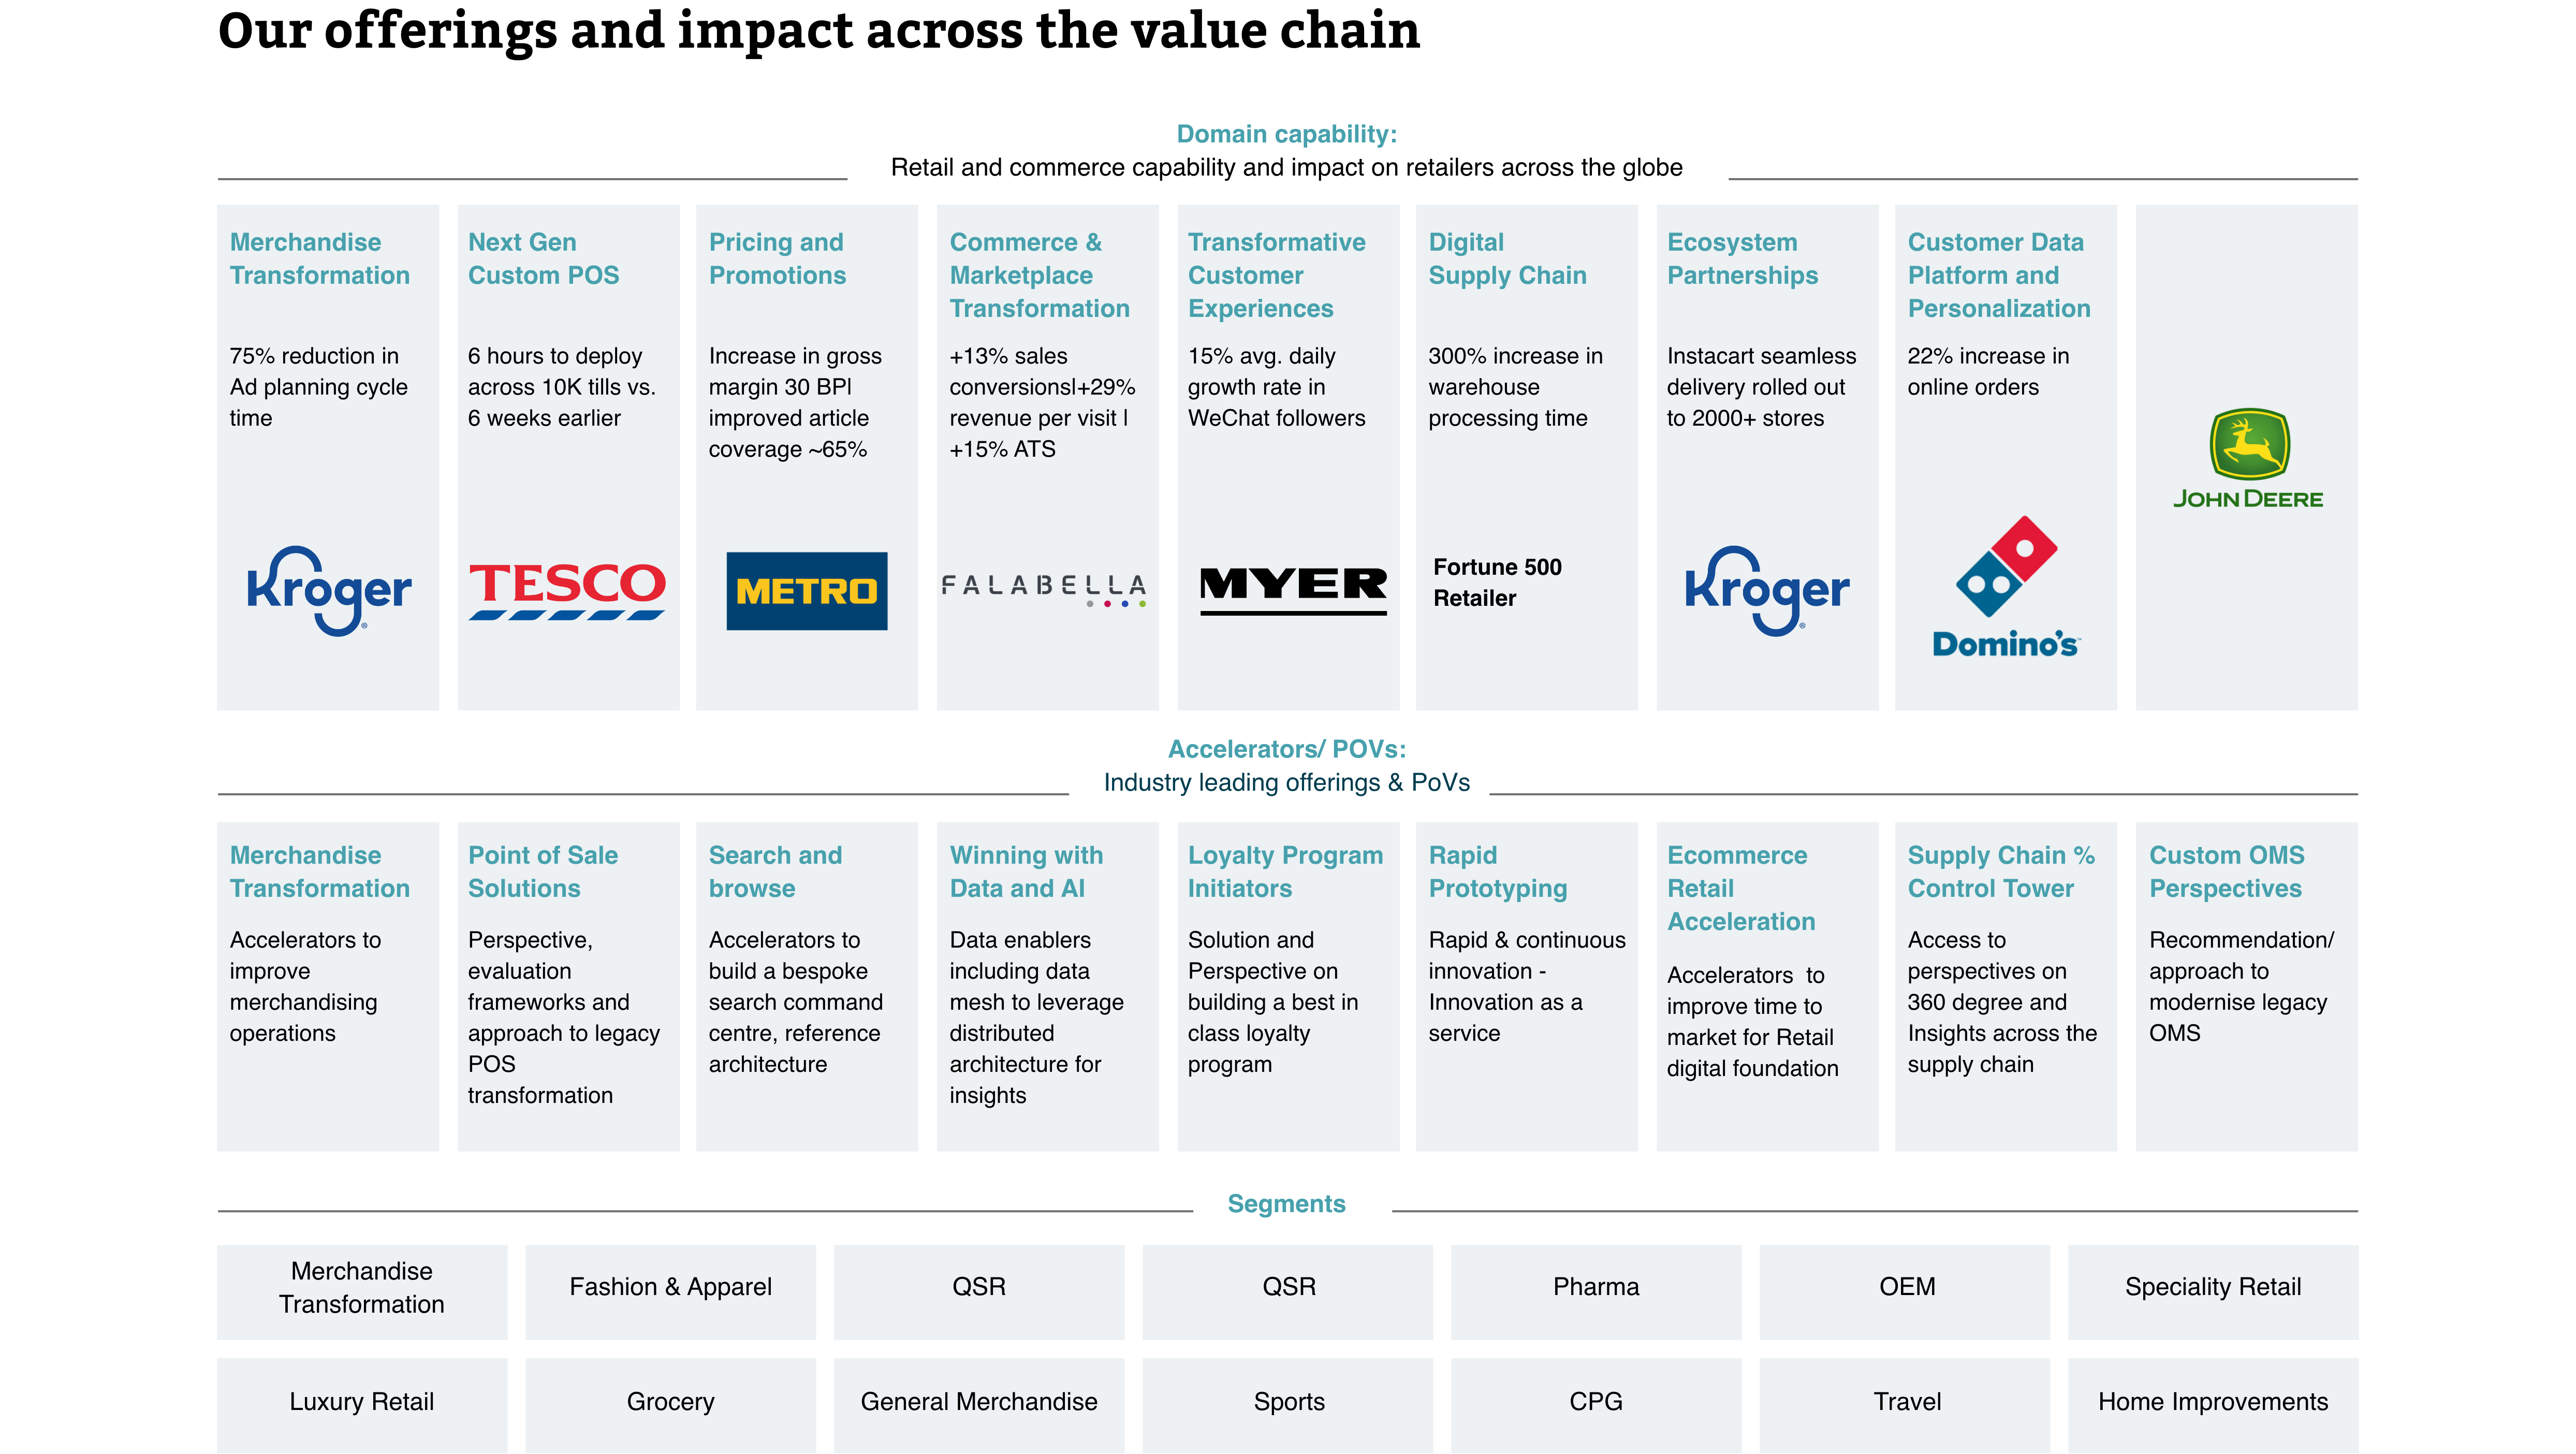 Our offerings and impact across the value chain
Domain capability:
Retail and commerce capability and impact on retailers across the globe
Merchandise
Transformation
75% reduction in
Ad planning cycle
time
Kroger
Next Gen
Custom POS
6 hours to deploy
across 10K tills vs.
6 weeks earlier
TESCO
Pricing and
Promotions
Increase in gross
margin 30 BP|
improved article
coverage ~65%
METRO
Commerce &
Marketplace
Transformation
+13% sales
conversions|+29%
revenue per visit |
+15% ATS
FALABELLA
Transformative
Customer
Experiences
15% avg. daily
growth rate in
WeChat followers
MYER
Digital
Supply Chain
300% increase in
warehouse
processing time
Fortune 500
Retailer
Ecosystem
Partnerships
Instacart seamless
delivery rolled out
to 2000+ stores
Kroger
Customer Data
Platform and
Personalization
22% increase in
online orders
Domino's
JOHN DEERE
Accelerators/ POVs:
Industry leading offerings & PoVs
Merchandise
Transformation
Accelerators to
improve
merchandising
operations
Point of Sale
Solutions
Perspective,
evaluation
frameworks and
approach to legacy
POS
transformation
Search and
browse
Accelerators to
build a bespoke
search command
centre, reference
architecture
Winning with
Data and AI
Data enablers
including data
mesh to leverage
distributed
architecture for
insights
Loyalty Program
Initiators
Solution and
Perspective on
building a best in
class loyalty
program
Rapid
Prototyping
Rapid & continuous
innovation -
Innovation as a
service
Ecommerce
Retail
Acceleration
Accelerators  to
improve time to
market for Retail
digital foundation
Supply Chain %
Control Tower
Access to
perspectives on
360 degree and
Insights across the
supply chain
Custom OMS
Perspectives
Recommendation/
approach to
modernise legacy
OMS
Segments
Merchandise
Transformation
Fashion & Apparel
QSR
QSR
Pharma
OEM
Speciality Retail
Luxury Retail
Grocery
General Merchandise
Sports
CPG
Travel
Home Improvements